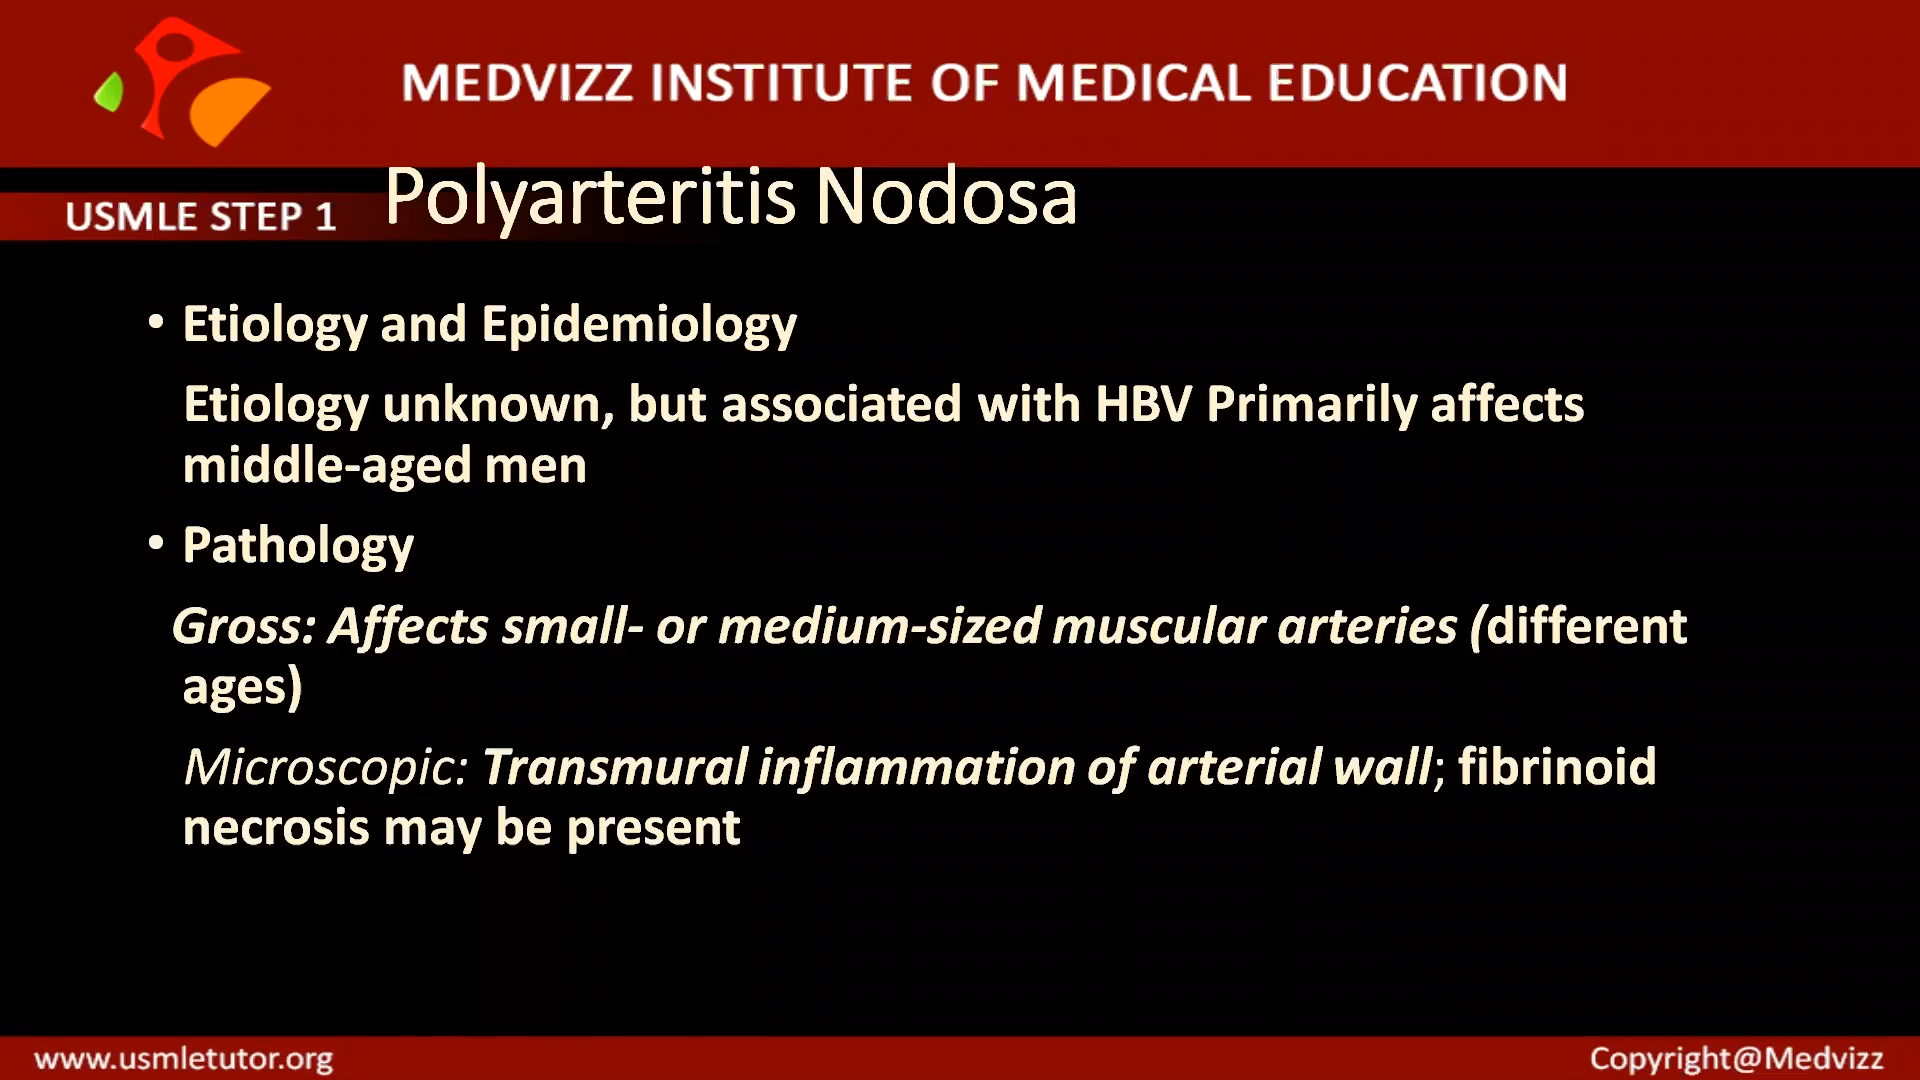 MEDVIZZ INSTITUTE OF MEDICAL EDUCATION
USMLE STEP 1
Polyarteritis Nodosa
• Etiology and Epidemiology
Etiology unknown, but associated with HBV Primarily affects
middle-aged men
• Pathology
Gross: Affects small- or medium-sized muscular arteries (different
ages)
Microscopic: Transmural inflammation of arterial wall; fibrinoid
necrosis may be present
www.usmletutor.org
Copyright@Medvizz